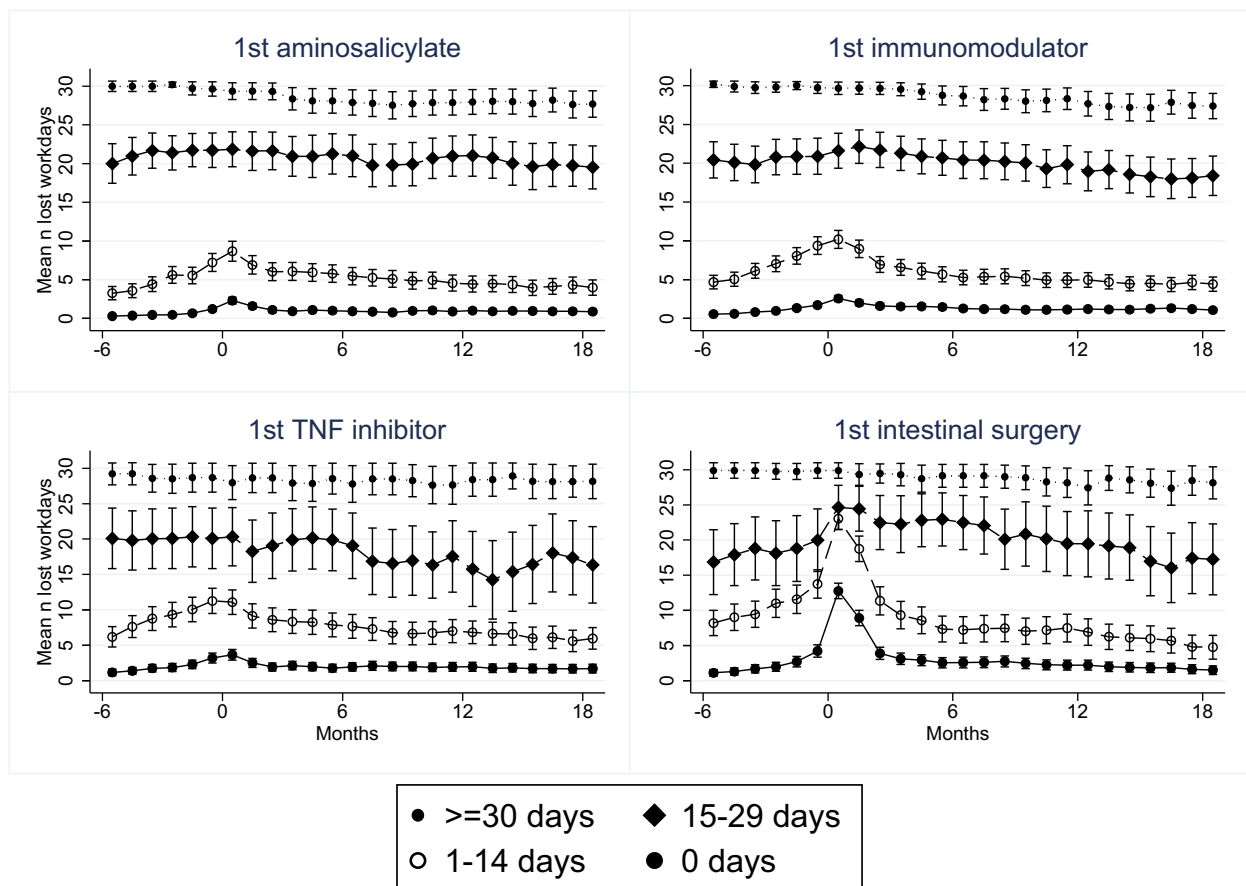 1st aminosalicylate
Mean n lost workdays
30
25
20
15
10
5
0
-6 0 6 12 18
1st immunomodulator
30
25
20
15
10
5
0
-6 0 6 12 18
1st TNF inhibitor
Mean n lost workdays
30
25
20
15
10
5
0
-6 0 6 12 18
Months
1st intestinal surgery
30
25
20
15
10
5
0
-6 0 6 12 18
Months
>=30 days 15-29 days
1-14 days 0 days